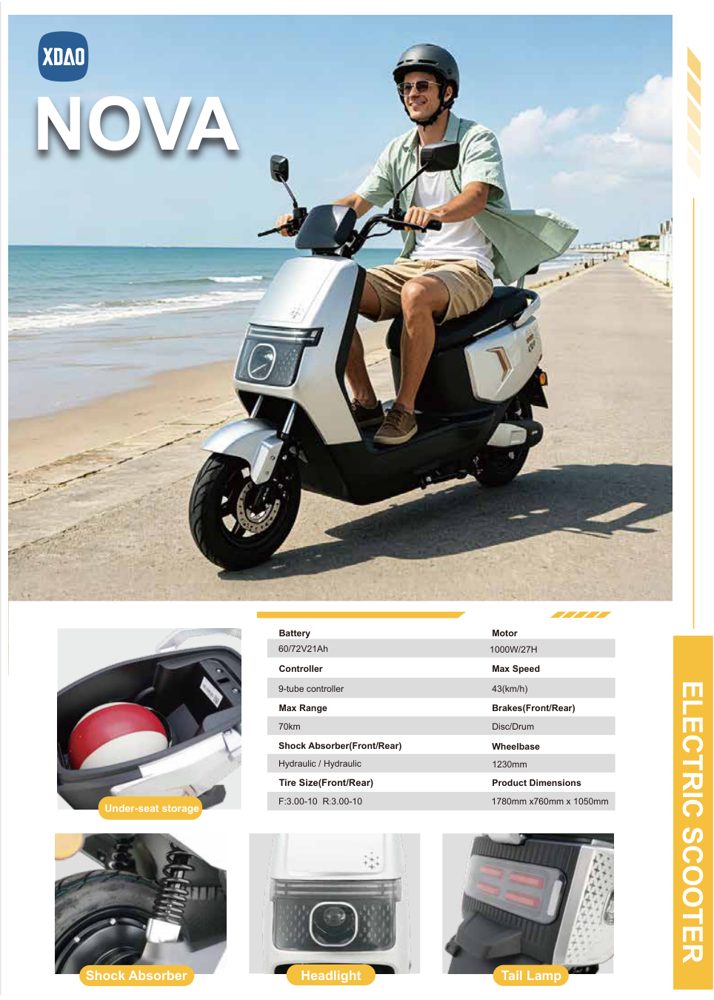 XDAO
NOVA
Battery
Motor
60/72V21Ah
1000W/27H
Controller
Max Speed
9-tube controller
43(km/h)
Max Range
Brakes(Front/Rear)
70km
Disc/Drum
Shock Absorber(Front/Rear)
Wheelbase
Hydraulic / Hydraulic
1230mm
Tire Size(Front/Rear)
Product Dimensions
F:3.00-10 R:3.00-10
1780mm x760mm x 1050mm
Under-seat storage
Shock Absorber
Headlight
Tail Lamp
ELECTRIC SCOOTER